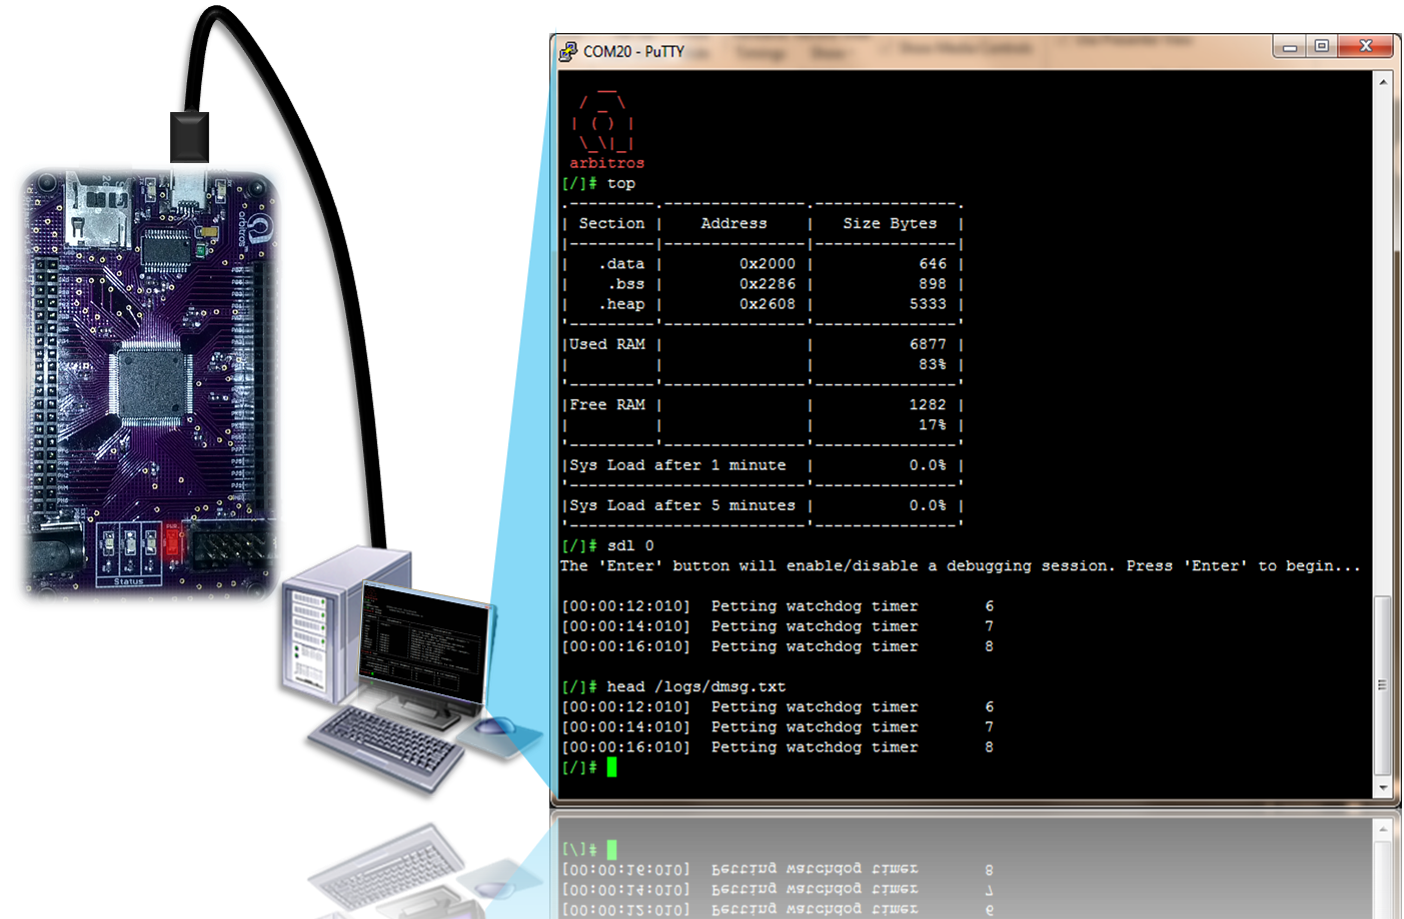 COM20 - PuTTY
arbitros
[/]# top
| Section | Address | Size Bytes |
| .data | 0x2000 | 646 |
| .bss | 0x2286 | 898 |
| .heap | 0x2608 | 5333 |
|Used RAM | | 6877 |
| | | 83% |
|Free RAM | | 1282 |
| | | 17% |
|Sys Load after 1 minute | 0.0% |
|Sys Load after 5 minutes | 0.0% |
[/]# sdl 0
The 'Enter' button will enable/disable a debugging session. Press 'Enter' to begin...
[00:00:12:010] Petting watchdog timer 6
[00:00:14:010] Petting watchdog timer 7
[00:00:16:010] Petting watchdog timer 8
[/]# head /logs/dmsg.txt
[00:00:12:010] Petting watchdog timer 6
[00:00:14:010] Petting watchdog timer 7
[00:00:16:010] Petting watchdog timer 8
[/]#
arbitros
Status